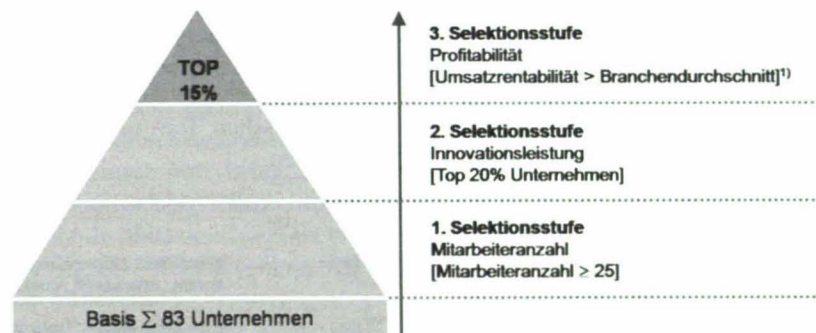 TOP
15%
Basis ∑ 83 Unternehmen
3. Selektionsstufe
Profitabilität
[Umsatzrentabilität > Branchendurchschnitt]¹⁾
2. Selektionsstufe
Innovationsleistung
[Top 20% Unternehmen]
1. Selektionsstufe
Mitarbeiteranzahl
[Mitarbeiteranzahl ≥ 25]